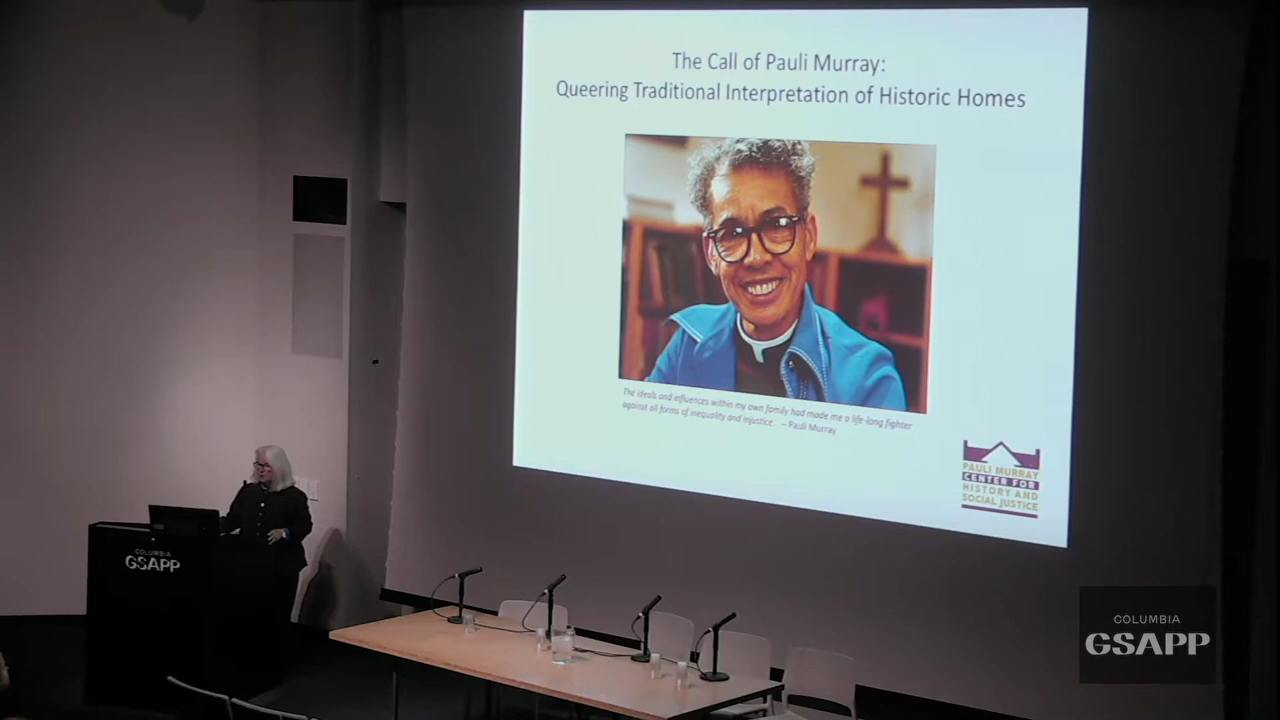 The Call of Pauli Murray:
Queering Traditional Interpretation of Historic Homes
The ideals and influences within my own family had made me a life-long fighter
against all forms of inequality and injustice. – Pauli Murray
PAULI MURRAY
CENTER FOR
HISTORY AND
SOCIAL JUSTICE
COLUMBIA
GSAPP
COLUMBIA
GSAPP